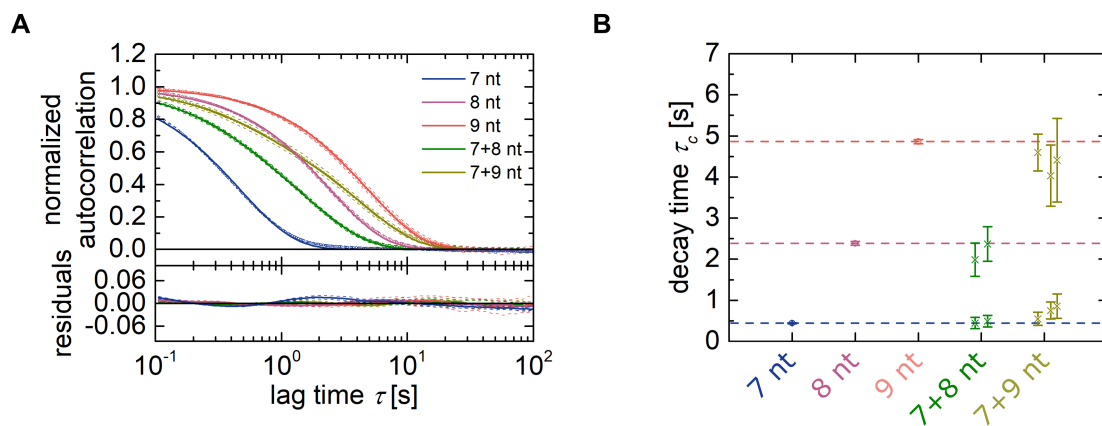 A
normalized
autocorrelation
1.2
1.0
0.8
0.6
0.4
0.2
0.0
7 nt
8 nt
9 nt
7+8 nt
7+9 nt
residuals
0.06
0.00
-0.06
10⁻¹
10⁰
10¹
10²
lag time τ [s]
B
decay time τc [s]
7
6
5
4
3
2
1
0
7 nt
8 nt
9 nt
7+8 nt
7+9 nt